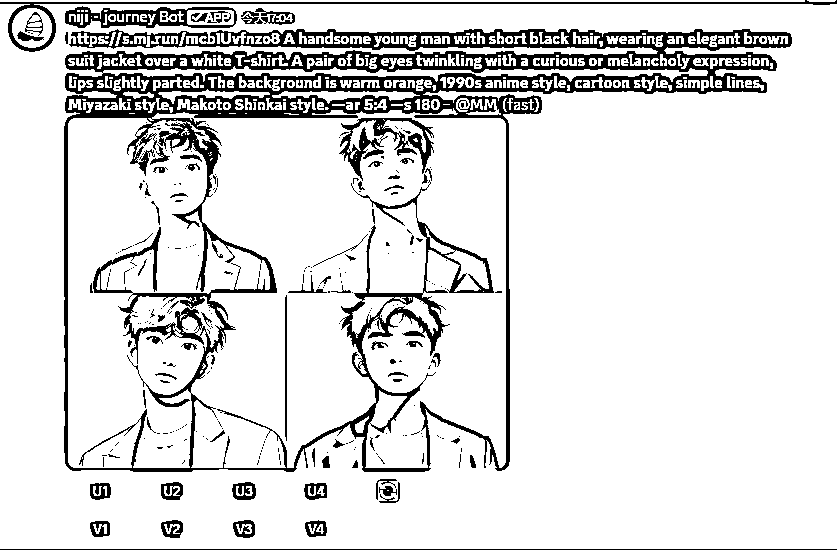 niji・journey Bot ✓APP 今天17:04
https://s.mj.run/mcb1Uvfnzo8 A handsome young man with short black hair, wearing an elegant brown
suit jacket over a white T-shirt. A pair of big eyes twinkling with a curious or melancholy expression,
lips slightly parted. The background is warm orange, 1990s anime style, cartoon style, simple lines,
Miyazaki style, Makoto Shinkai style. --ar 5:4 --s 180 - @MM (fast)
U1 U2 U3 U4
V1 V2 V3 V4